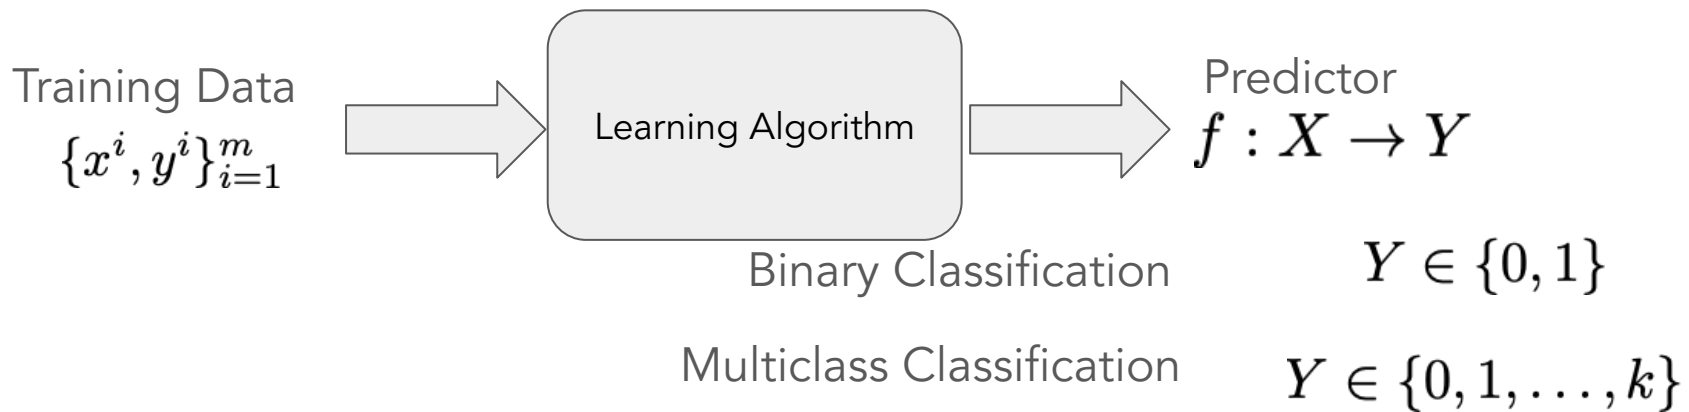 Training Data
{x^i, y^i}_{i=1}^m
Learning Algorithm
Predictor
f : X → Y
Binary Classification
Y ∈ {0, 1}
Multiclass Classification
Y ∈ {0, 1, . . . , k}